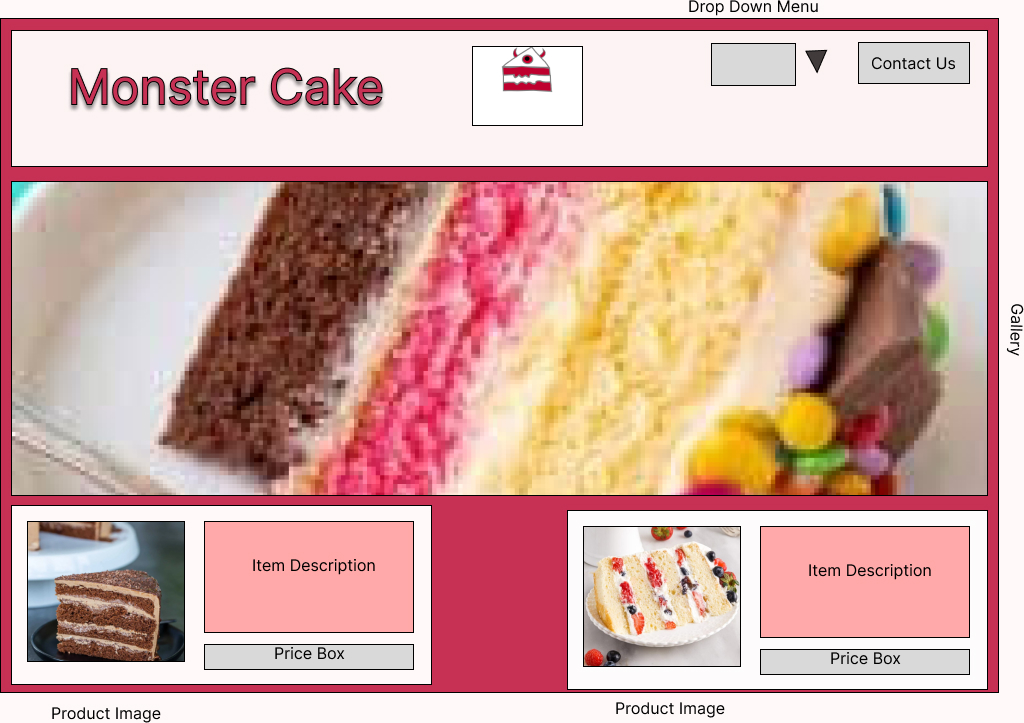 Drop Down Menu
Monster Cake
Contact Us
Gallery
Item Description
Price Box
Item Description
Price Box
Product Image
Product Image